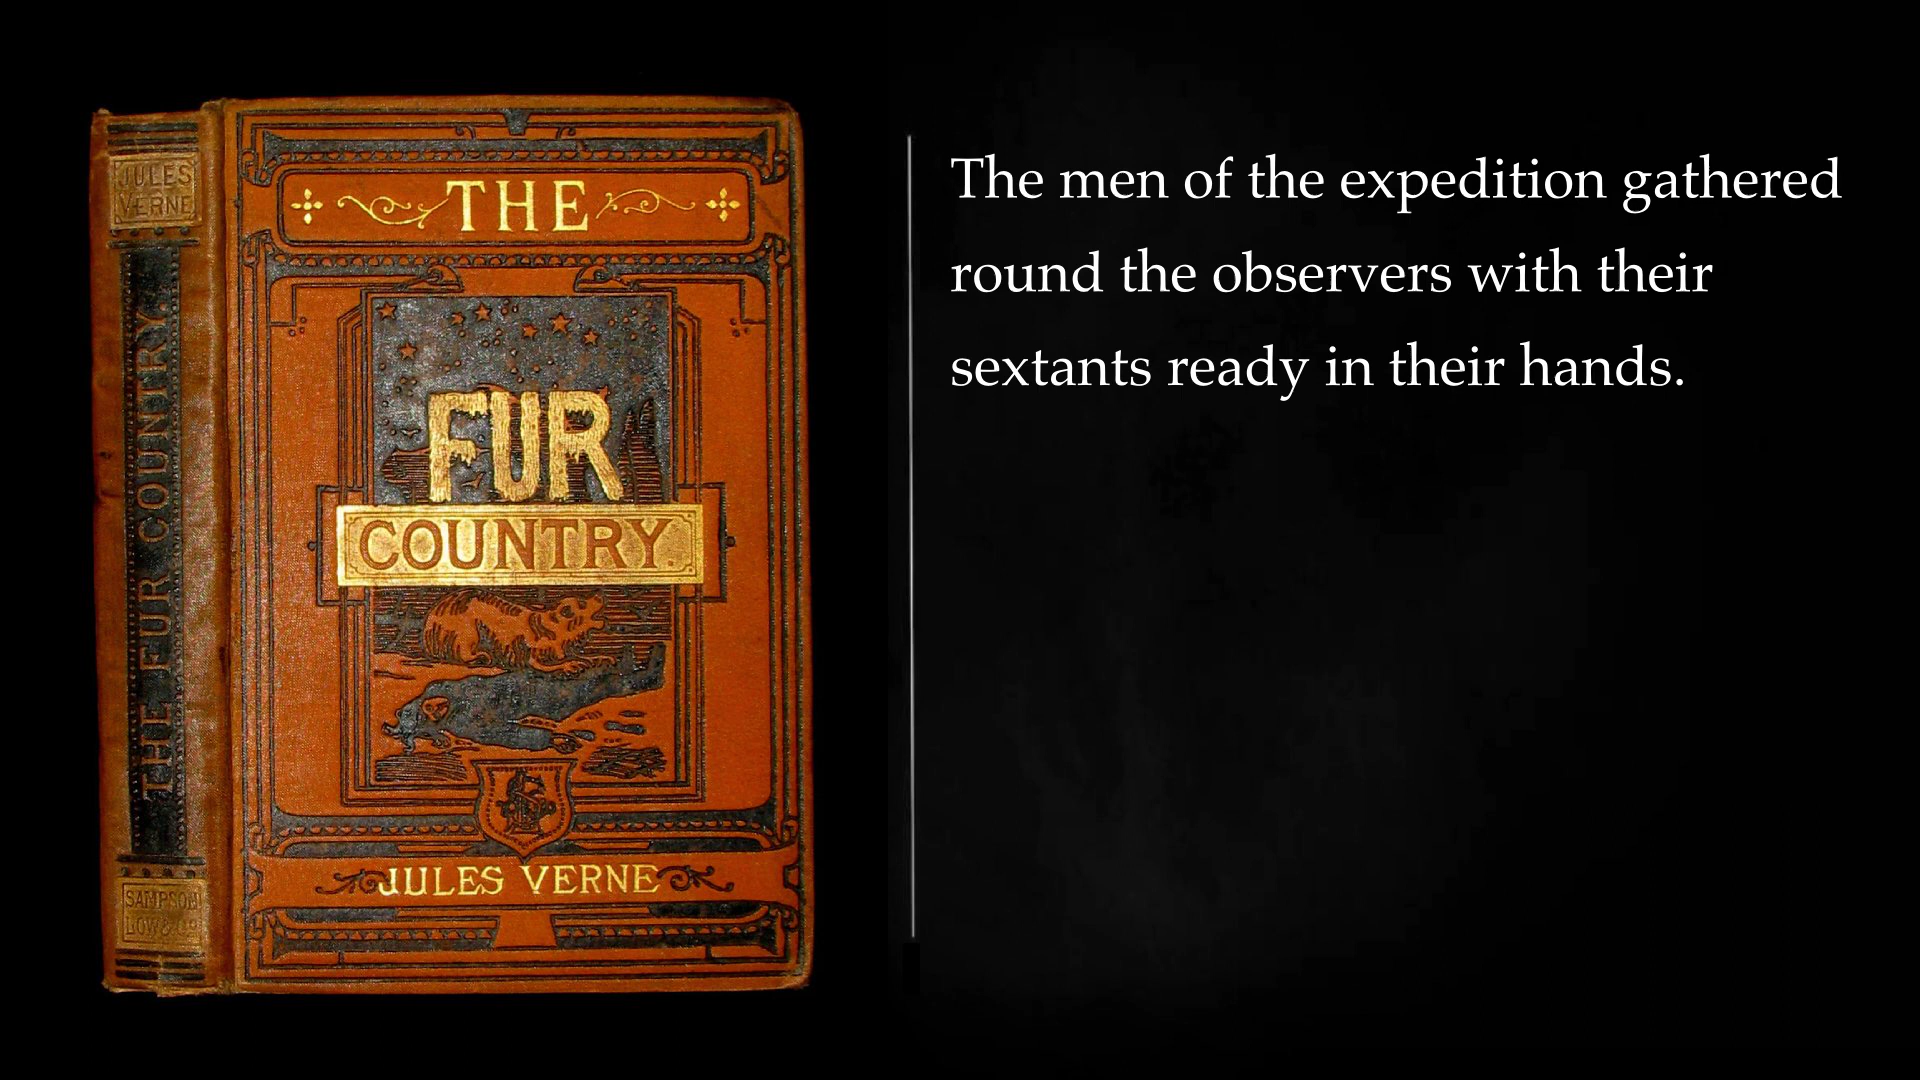 JULES
VERNE
THE FUR COUNTRY.
SAMPSON
LOW & Co
THE
FUR
COUNTRY.
JULES VERNE
The men of the expedition gathered
round the observers with their
sextants ready in their hands.